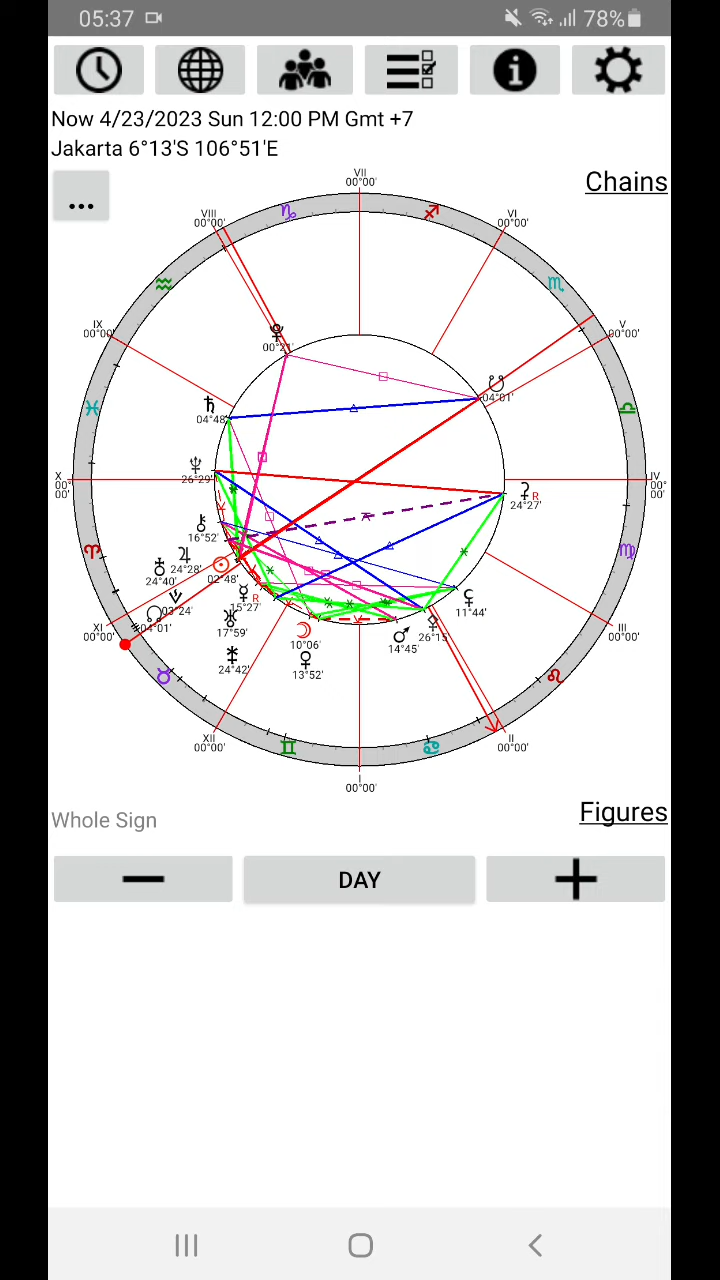 05:37
78%
Now 4/23/2023 Sun 12:00 PM Gmt +7
Jakarta 6°13'S 106°51'E
Chains
...
VII
00°00'
VIII
00°00'
VI
00°00'
IX
00°00'
V
00°00'
00°21'
04°01'
04°48'
X
00°
00'
26°29'
IV
00°
00'
R
24°27'
16°52'
24°40'
24°28'
02°48'
03°24'
04°01'
R
15°27'
17°59'
24°42'
10°06'
13°52'
14°45'
26°15'
11°44'
XI
00°00'
III
00°00'
XII
00°00'
II
00°00'
I
00°00'
Whole Sign
Figures
DAY